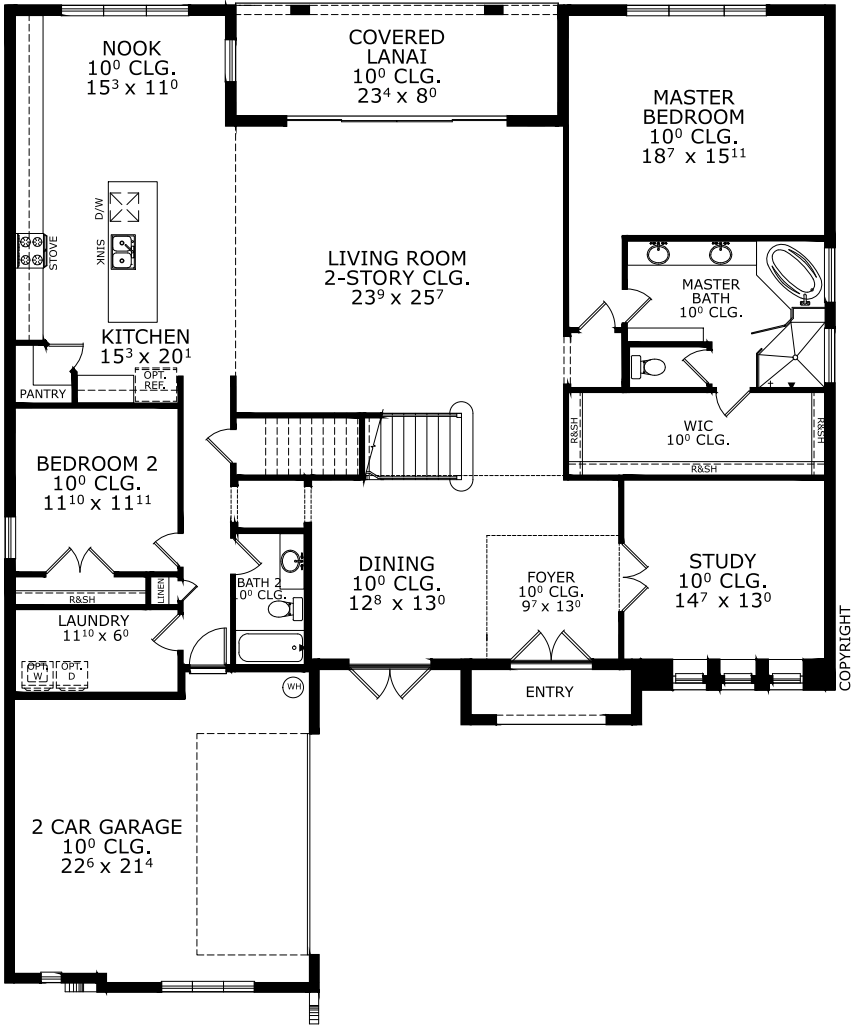 NOOK
10⁰ CLG.
15³ x 11⁰
COVERED
LANAI
10⁰ CLG.
23⁴ x 8⁰
MASTER
BEDROOM
10⁰ CLG.
18⁷ x 15¹¹
D/W
SINK
STOVE
LIVING ROOM
2-STORY CLG.
23⁹ x 25⁷
MASTER
BATH
10⁰ CLG.
KITCHEN
15³ x 20¹
OPT.
REF.
PANTRY
R&SH
WIC
10⁰ CLG.
R&SH
R&SH
BEDROOM 2
10⁰ CLG.
11¹⁰ x 11¹¹
R&SH
LINEN
BATH 2
0⁰ CLG.
DINING
10⁰ CLG.
12⁸ x 13⁰
FOYER
10⁰ CLG.
9⁷ x 13⁰
STUDY
10⁰ CLG.
14⁷ x 13⁰
LAUNDRY
11¹⁰ x 6⁰
OPT.
W
OPT.
D
WH
ENTRY
COPYRIGHT
2 CAR GARAGE
10⁰ CLG.
22⁶ x 21⁴